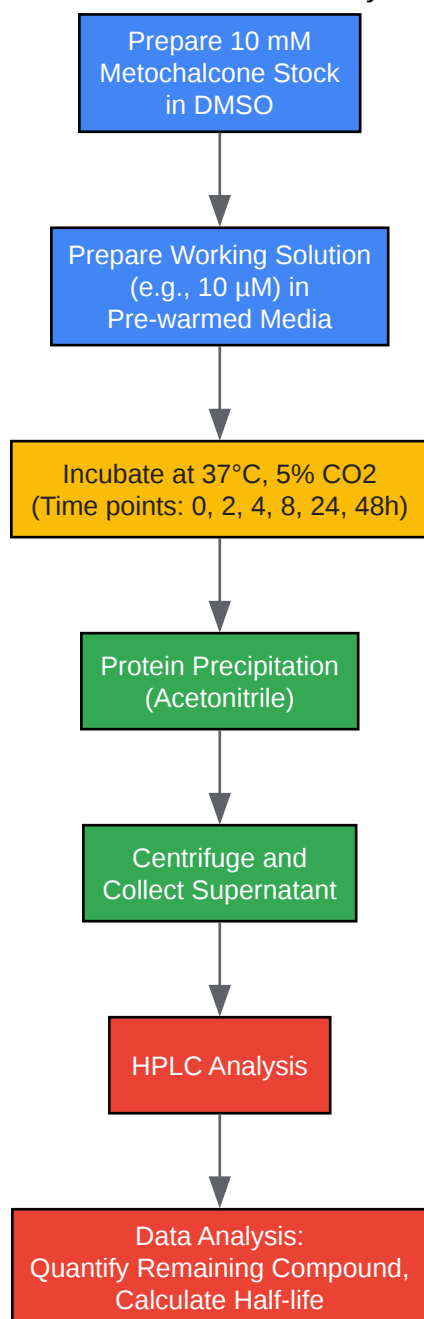 Prepare 10 mM
Metochalcone Stock
in DMSO
Prepare Working Solution
(e.g., 10 µM) in
Pre-warmed Media
Incubate at 37°C, 5% CO2
(Time points: 0, 2, 4, 8, 24, 48h)
Protein Precipitation
(Acetonitrile)
Centrifuge and
Collect Supernatant
HPLC Analysis
Data Analysis:
Quantify Remaining Compound,
Calculate Half-life